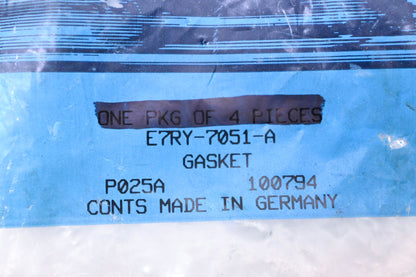 ONE PKG OF 4 PIECES
E7RY-7051-A
GASKET
P025A 100794
CONTS MADE IN GERMANY